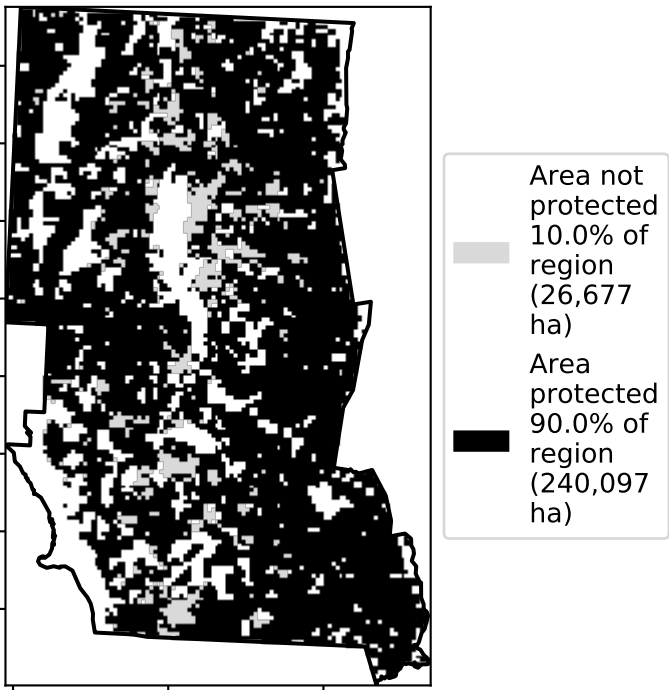 Area not
protected
10.0% of
region
(26,677
ha)
Area
protected
90.0% of
region
(240,097
ha)